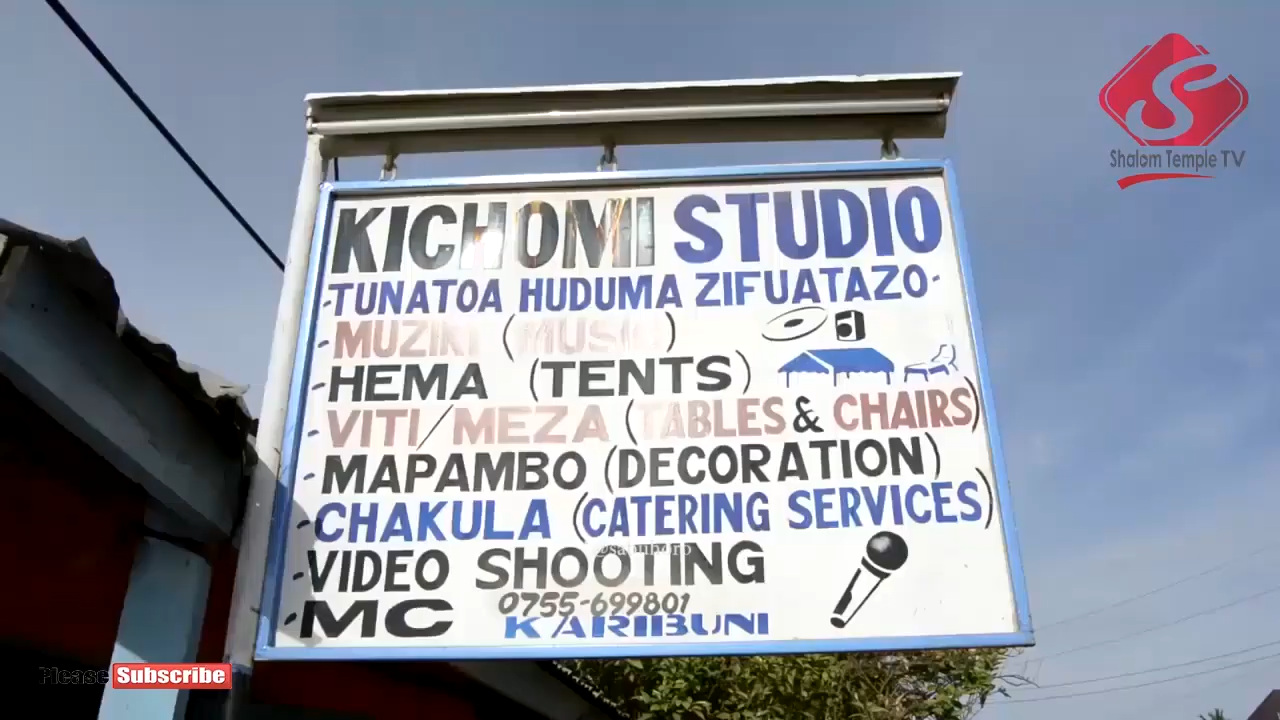 Shalom Temple TV
KICHOMI STUDIO
-TUNATOA HUDUMA ZIFUATAZO-
-MUZIKI (MUSIC)
-HEMA (TENTS)
-VITI/MEZA (TABLES & CHAIRS)
-MAPAMBO (DECORATION)
-CHAKULA (CATERING SERVICES)
-VIDEO SHOOTING
-MC 0755-699801
KARIBUNI
Please Subscribe